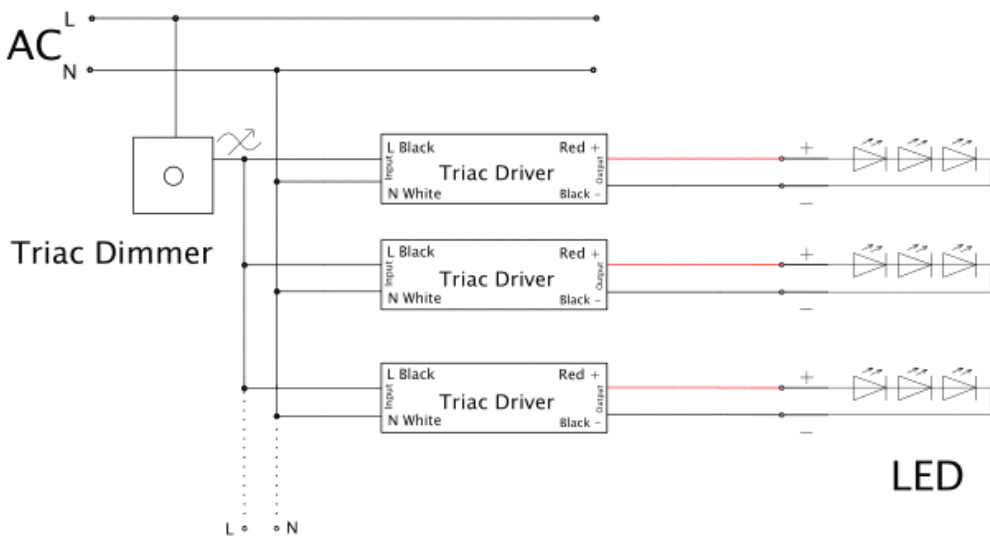 L
AC
N
L Black
Input
N White
Triac Driver
Red +
Output
Black -
+
−
Triac Dimmer
L Black
Input
N White
Triac Driver
Red +
Output
Black -
+
−
L Black
Input
N White
Triac Driver
Red +
Output
Black -
+
−
LED
L
N